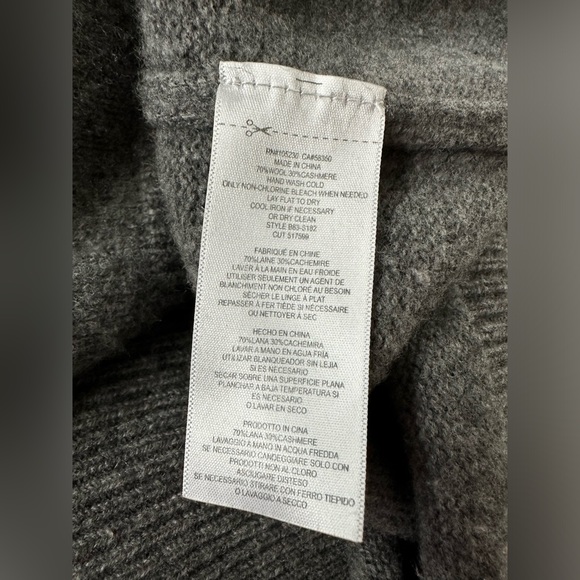 RN#105230 CA#58350
MADE IN CHINA
70%WOOL 30%CASHMERE
HAND WASH COLD
ONLY NON-CHLORINE BLEACH WHEN NEEDED
LAY FLAT TO DRY
COOL IRON IF NECESSARY
OR DRY CLEAN
STYLE B83-S182
CUT 517599
FABRIQUÉ EN CHINE
70%LAINE 30%CACHEMIRE
LAVER À LA MAIN EN EAU FROIDE
UTILISER SEULEMENT UN AGENT DE
BLANCHIMENT NON CHLORÉ AU BESOIN
SÉCHER LE LINGE À PLAT
REPASSER À FER TIÈDE SI NÉCESSAIRE
OU NETTOYER À SEC
HECHO EN CHINA
70%LANA 30%CACHEMIRA
LAVAR A MANO EN AGUA FRÍA
UTILIZAR BLANQUEADOR SIN LEJIA
SI ES NECESARIO
SECAR SOBRE UNA SUPERFICIE PLANA
PLANCHAR A BAJA TEMPERATURA SI
ES NECESARIO
O LAVAR EN SECO
PRODOTTO IN CINA
70%LANA 30%CASHMERE
LAVAGGIO A MANO IN ACQUA FREDDA
SE NECESSARIO CANDEGGIARE SOLO CON
PRODOTTI NON AL CLORO
ASCIUGARE DISTESO
SE NECESSARIO STIRARE CON FERRO TIEPIDO
O LAVAGGIO A SECCO